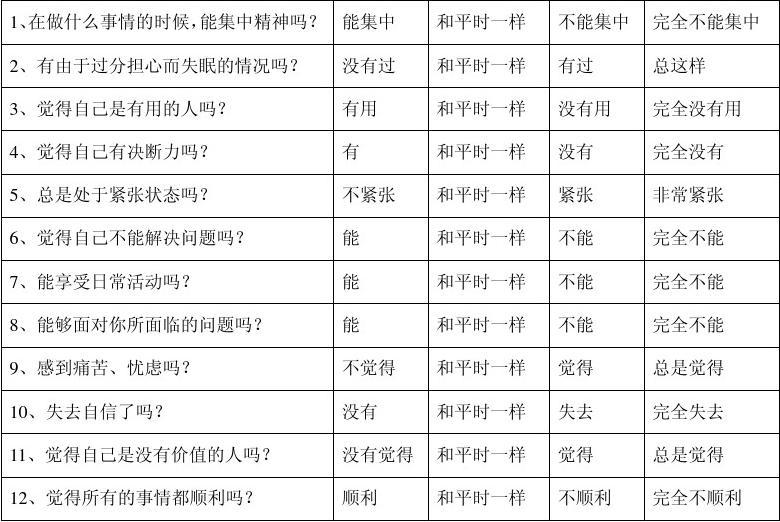 1、在做什么事情的时候,能集中精神吗? 能集中 和平时一样 不能集中 完全不能集中
2、有由于过分担心而失眠的情况吗? 没有过 和平时一样 有过 总这样
3、觉得自己是有用的人吗? 有用 和平时一样 没有用 完全没有用
4、觉得自己有决断力吗? 有 和平时一样 没有 完全没有
5、总是处于紧张状态吗? 不紧张 和平时一样 紧张 非常紧张
6、觉得自己不能解决问题吗? 能 和平时一样 不能 完全不能
7、能享受日常活动吗? 能 和平时一样 不能 完全不能
8、能够面对你所面临的问题吗? 能 和平时一样 不能 完全不能
9、感到痛苦、忧虑吗? 不觉得 和平时一样 觉得 总是觉得
10、失去自信了吗? 没有 和平时一样 失去 完全失去
11、觉得自己是没有价值的人吗? 没有觉得 和平时一样 觉得 总是觉得
12、觉得所有的事情都顺利吗? 顺利 和平时一样 不顺利 完全不顺利